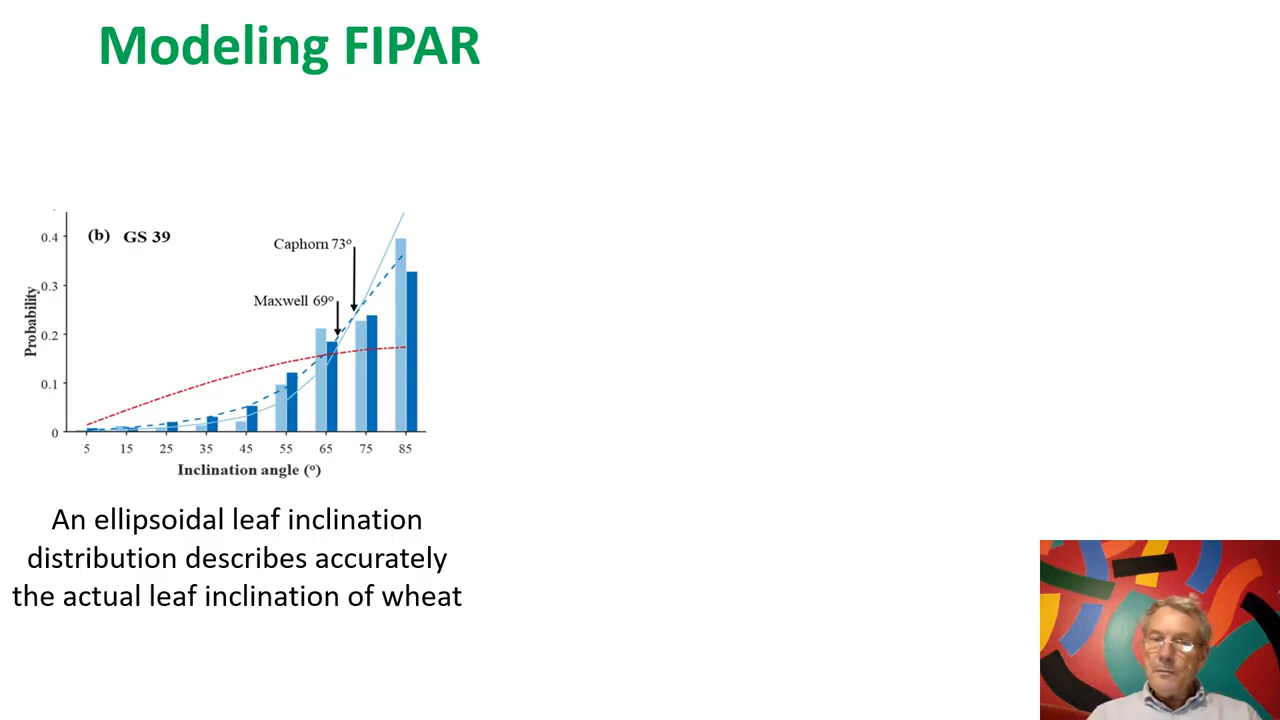 Modeling FIPAR
(b) GS 39
Caphorn 73º
Maxwell 69º
Probability
0.4
0.3
0.2
0.1
0
5 15 25 35 45 55 65 75 85
Inclination angle (º)
An ellipsoidal leaf inclination
distribution describes accurately
the actual leaf inclination of wheat